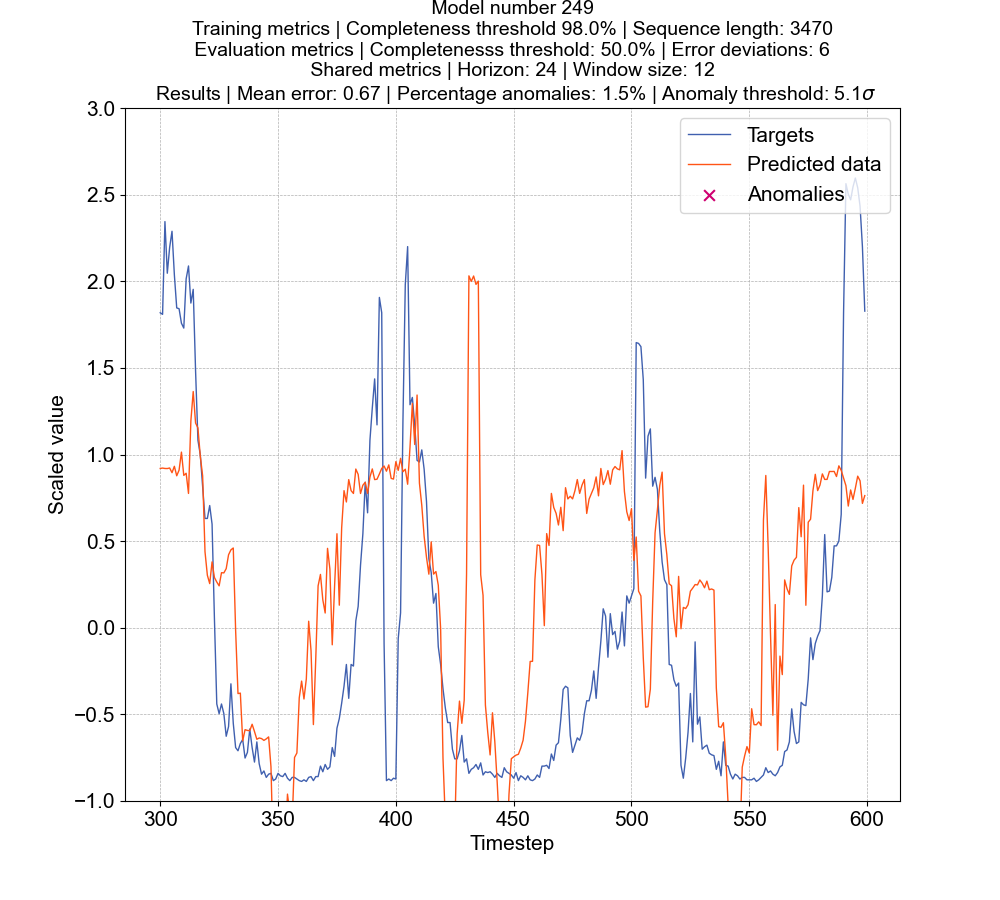 Model number 249
Training metrics | Completeness threshold 98.0% | Sequence length: 3470
Evaluation metrics | Completenesss threshold: 50.0% | Error deviations: 6
Shared metrics | Horizon: 24 | Window size: 12
Results | Mean error: 0.67 | Percentage anomalies: 1.5% | Anomaly threshold: 5.1σ
Targets
Predicted data
Anomalies
Scaled value
3.0
2.5
2.0
1.5
1.0
0.5
0.0
−0.5
−1.0
300 350 400 450 500 550 600
Timestep